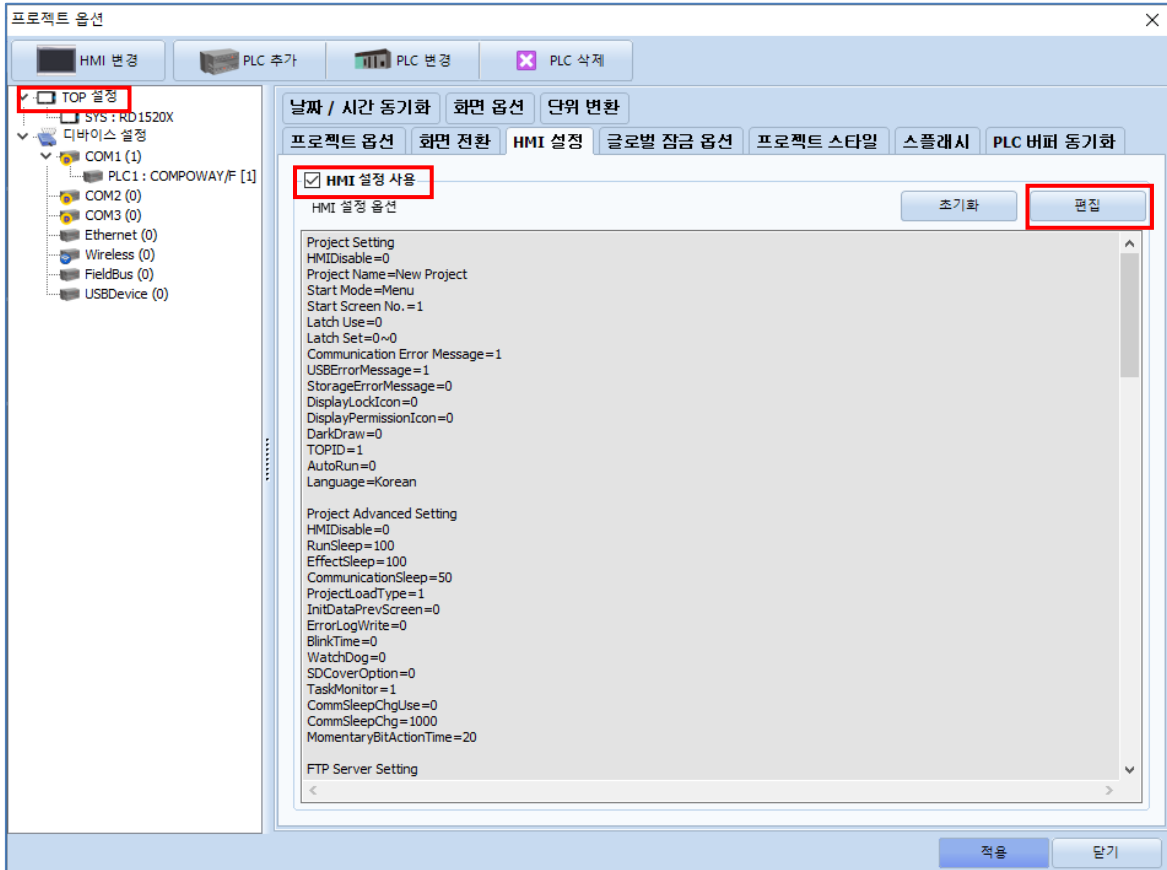 프로젝트 옵션
HMI 변경
PLC 추가
PLC 변경
PLC 삭제
TOP 설정
SYS : RD1520X
디바이스 설정
COM1 (1)
PLC1 : COMPOWAY/F [1]
COM2 (0)
COM3 (0)
Ethernet (0)
Wireless (0)
FieldBus (0)
USBDevice (0)
날짜 / 시간 동기화
화면 옵션
단위 변환
프로젝트 옵션
화면 전환
HMI 설정
글로벌 잠금 옵션
프로젝트 스타일
스플래시
PLC 버퍼 동기화
HMI 설정 사용
HMI 설정 옵션
초기화
편집
Project Setting
HMIDisable=0
Project Name=New Project
Start Mode=Menu
Start Screen No.=1
Latch Use=0
Latch Set=0~0
Communication Error Message=1
USBErrorMessage=1
StorageErrorMessage=0
DisplayLockIcon=0
DisplayPermissionIcon=0
DarkDraw=0
TOPID=1
AutoRun=0
Language=Korean
Project Advanced Setting
HMIDisable=0
RunSleep=100
EffectSleep=100
CommunicationSleep=50
ProjectLoadType=1
InitDataPrevScreen=0
ErrorLogWrite=0
BlinkTime=0
WatchDog=0
SDCoverOption=0
TaskMonitor=1
CommSleepChgUse=0
CommSleepChg=1000
MomentaryBitActionTime=20
FTP Server Setting
적용
닫기